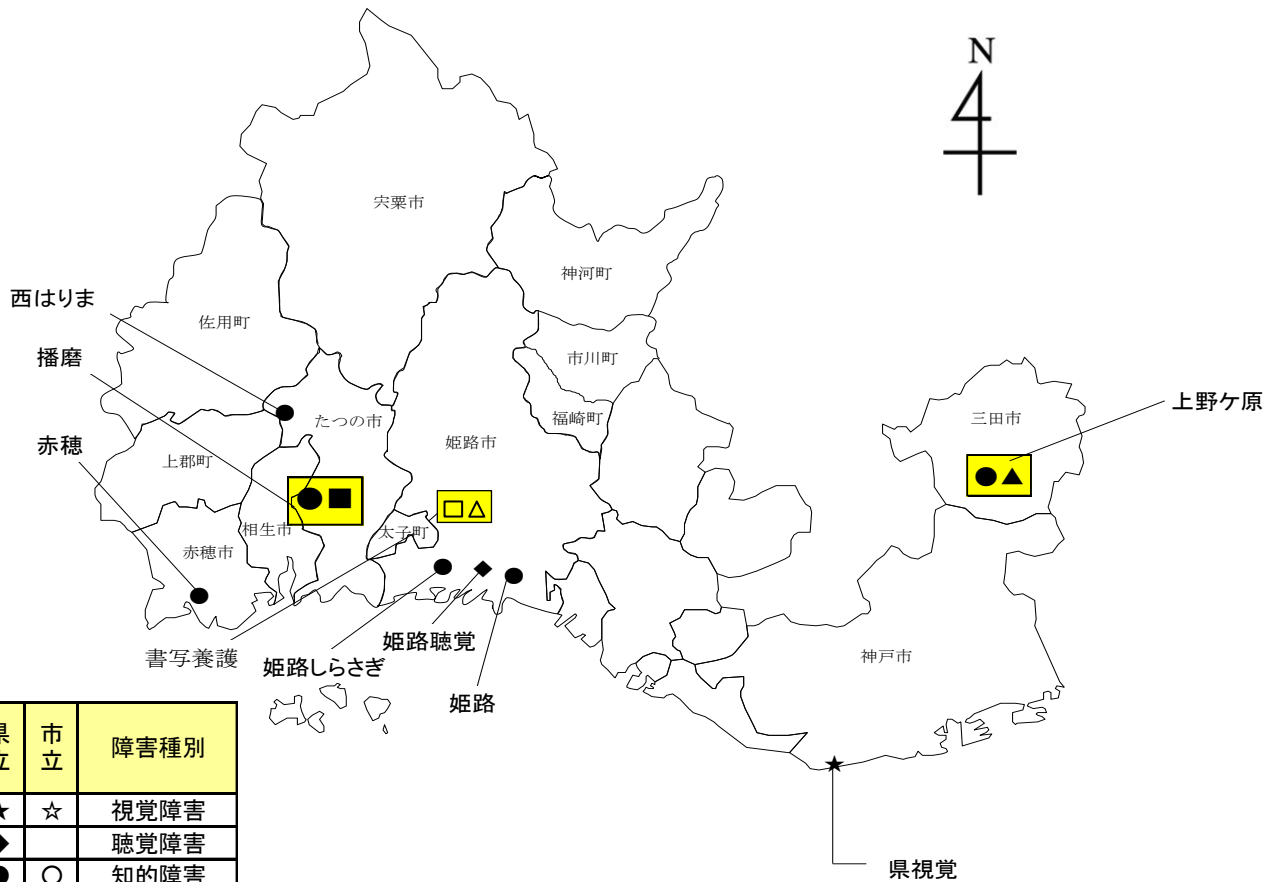 N
宍粟市
神河町
西はりま
佐用町
播磨
市川町
たつの市
福崎町
三田市
上野ケ原
赤穂
上郡町
姫路市
●■
□△
●▲
相生市
太子町
赤穂市
姫路聴覚
書写養護
姫路しらさぎ
神戸市
姫路
県視覚
県立 市立 障害種別
★ ☆ 視覚障害
◆ 聴覚障害
● ○ 知的障害